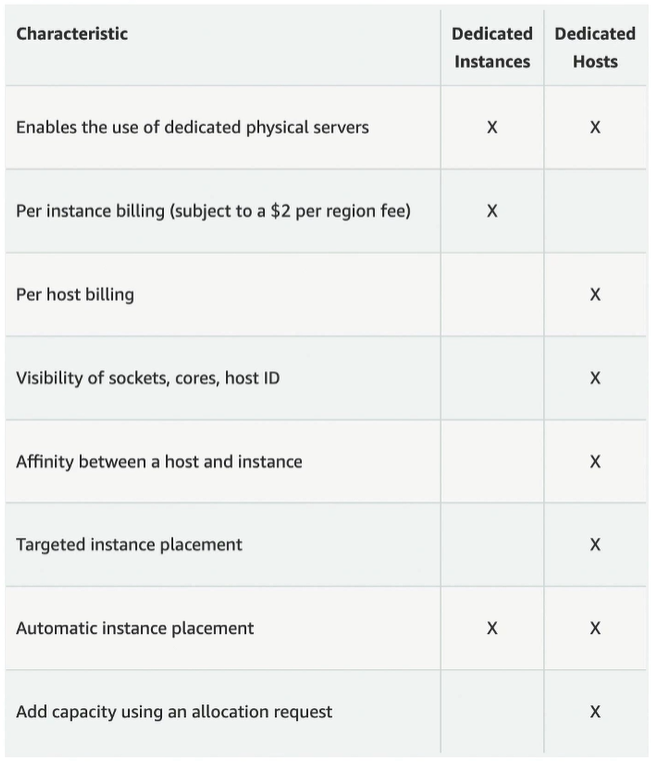 Characteristic Dedicated Instances Dedicated Hosts
Enables the use of dedicated physical servers X X
Per instance billing (subject to a $2 per region fee) X
Per host billing X
Visibility of sockets, cores, host ID X
Affinity between a host and instance X
Targeted instance placement X
Automatic instance placement X X
Add capacity using an allocation request X